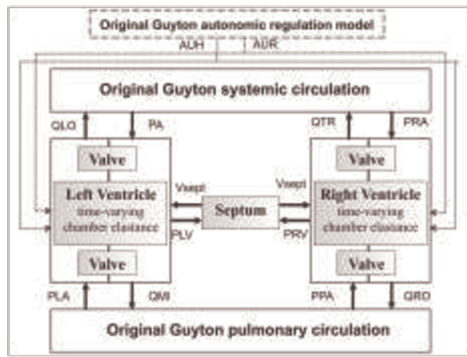 Original Guyton autonomic regulation model
AUH AUR
Original Guyton systemic circulation
QLO PA QTR PRA
Valve Valve
Left Ventricle
time-varying
chamber elastance
Vsept
Septum
Vsept
Right Ventricle
time-varying
chamber elastance
PLV PRV
Valve Valve
PLA QMI PPA QRO
Original Guyton pulmonary circulation